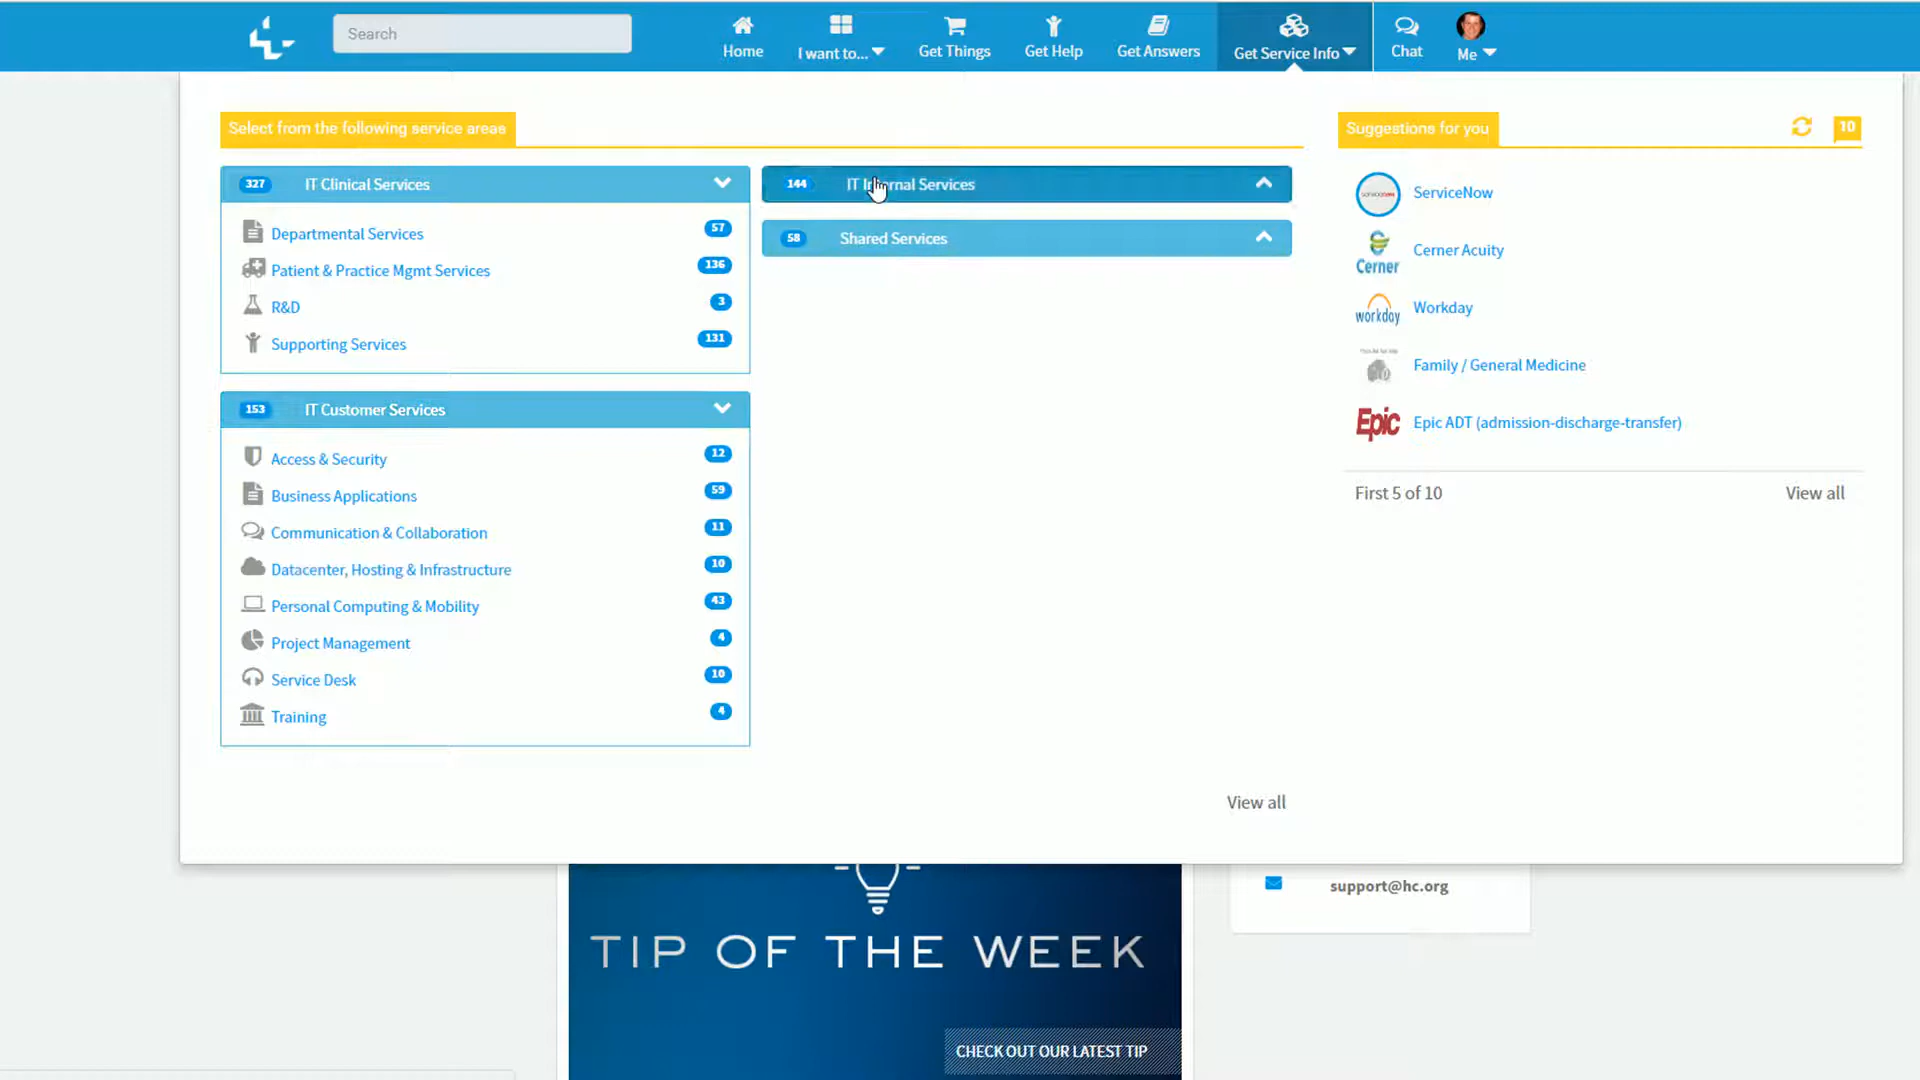 Search
Home
I want to...
Get Things
Get Help
Get Answers
Get Service Info
Chat
Me
Select from the following service areas
327 IT Clinical Services
Departmental Services 57
Patient & Practice Mgmt Services 136
R&D 3
Supporting Services 131
153 IT Customer Services
Access & Security 12
Business Applications 59
Communication & Collaboration 11
Datacenter, Hosting & Infrastructure 10
Personal Computing & Mobility 43
Project Management 4
Service Desk 10
Training 4
144 IT Internal Services
58 Shared Services
View all
Suggestions for you 10
ServiceNow
Cerner Cerner Acuity
workday Workday
Family / General Medicine
Epic Epic ADT (admission-discharge-transfer)
First 5 of 10 View all
TIP OF THE WEEK
CHECK OUT OUR LATEST TIP
support@hc.org